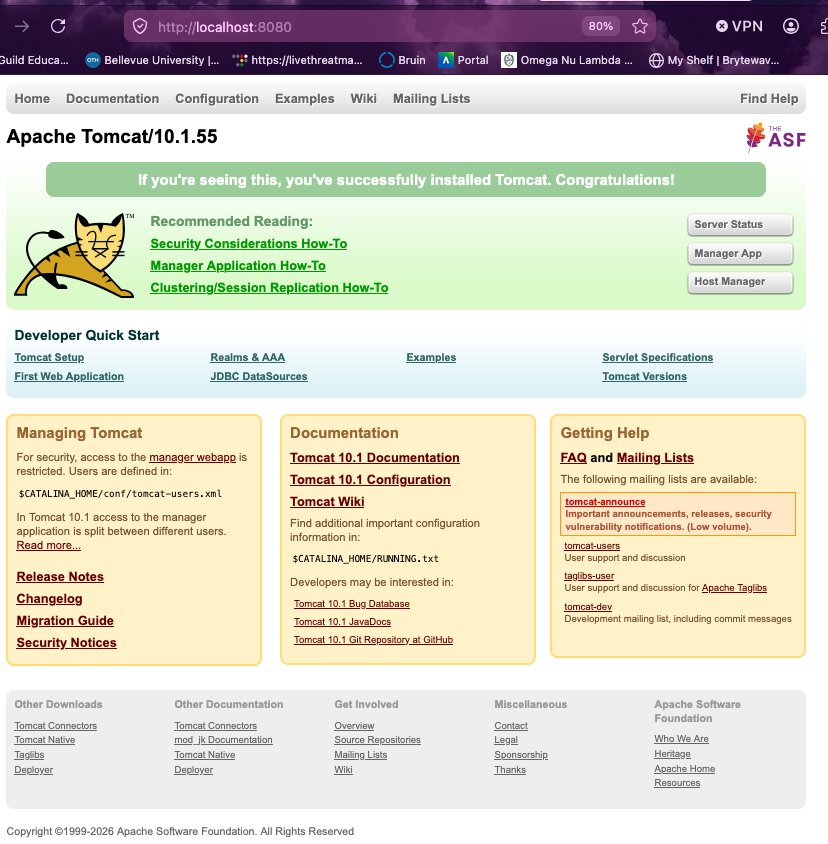 http://localhost:8080
80%
VPN
Guild Educa...
OTH
Bellevue University |...
https://livethreatma...
Bruin
Portal
Omega Nu Lambda ...
My Shelf | Brytewav...
Home
Documentation
Configuration
Examples
Wiki
Mailing Lists
Find Help
Apache Tomcat/10.1.55
THE
ASF
If you're seeing this, you've successfully installed Tomcat. Congratulations!
TM
Recommended Reading:
Security Considerations How-To
Manager Application How-To
Clustering/Session Replication How-To
Server Status
Manager App
Host Manager
Developer Quick Start
Tomcat Setup
Realms & AAA
Examples
Servlet Specifications
First Web Application
JDBC DataSources
Tomcat Versions
Managing Tomcat
For security, access to the manager webapp is
restricted. Users are defined in:
$CATALINA_HOME/conf/tomcat-users.xml
In Tomcat 10.1 access to the manager
application is split between different users.
Read more...
Release Notes
Changelog
Migration Guide
Security Notices
Documentation
Tomcat 10.1 Documentation
Tomcat 10.1 Configuration
Tomcat Wiki
Find additional important configuration
information in:
$CATALINA_HOME/RUNNING.txt
Developers may be interested in:
Tomcat 10.1 Bug Database
Tomcat 10.1 JavaDocs
Tomcat 10.1 Git Repository at GitHub
Getting Help
FAQ and Mailing Lists
The following mailing lists are available:
tomcat-announce
Important announcements, releases, security
vulnerability notifications. (Low volume).
tomcat-users
User support and discussion
taglibs-user
User support and discussion for Apache Taglibs
tomcat-dev
Development mailing list, including commit messages
Other Downloads
Tomcat Connectors
Tomcat Native
Taglibs
Deployer
Other Documentation
Tomcat Connectors
mod_jk Documentation
Tomcat Native
Deployer
Get Involved
Overview
Source Repositories
Mailing Lists
Wiki
Miscellaneous
Contact
Legal
Sponsorship
Thanks
Apache Software
Foundation
Who We Are
Heritage
Apache Home
Resources
Copyright ©1999-2026 Apache Software Foundation. All Rights Reserved